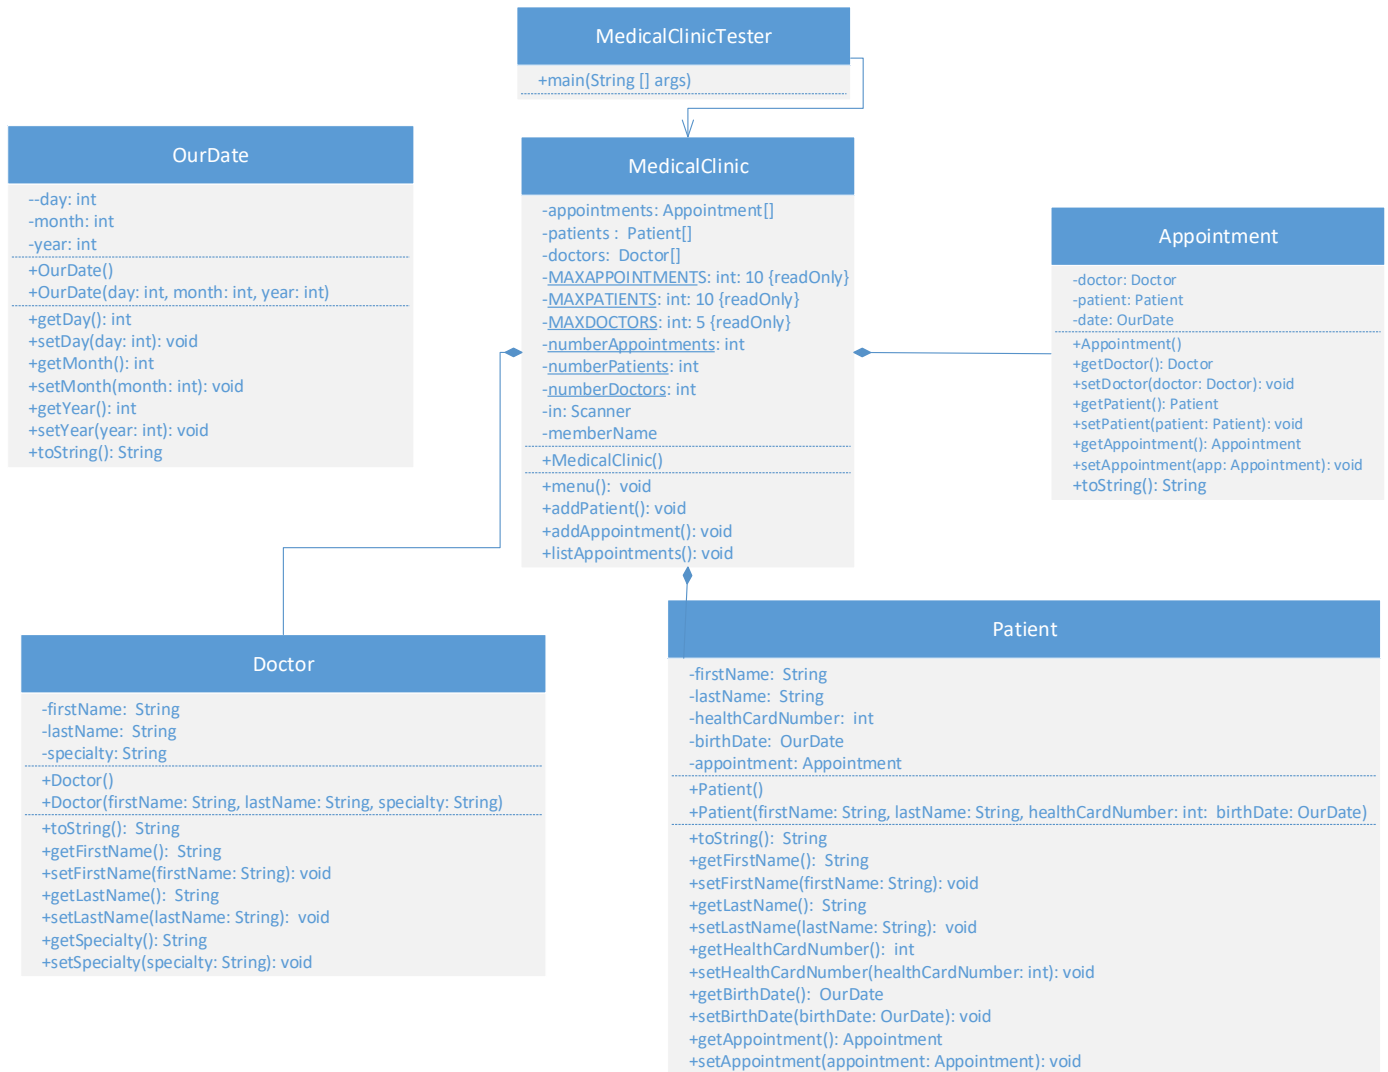 MedicalClinicTester
+main(String [] args)
OurDate
--day: int
-month: int
-year: int
+OurDate()
+OurDate(day: int, month: int, year: int)
+getDay(): int
+setDay(day: int): void
+getMonth(): int
+setMonth(month: int): void
+getYear(): int
+setYear(year: int): void
+toString(): String
MedicalClinic
-appointments: Appointment[]
-patients :  Patient[]
-doctors:  Doctor[]
-MAXAPPOINTMENTS: int: 10 {readOnly}
-MAXPATIENTS: int: 10 {readOnly}
-MAXDOCTORS: int: 5 {readOnly}
-numberAppointments: int
-numberPatients: int
-numberDoctors: int
-in: Scanner
-memberName
+MedicalClinic()
+menu():  void
+addPatient(): void
+addAppointment(): void
+listAppointments(): void
Appointment
-doctor: Doctor
-patient: Patient
-date: OurDate
+Appointment()
+getDoctor(): Doctor
+setDoctor(doctor: Doctor): void
+getPatient(): Patient
+setPatient(patient: Patient): void
+getAppointment(): Appointment
+setAppointment(app: Appointment): void
+toString(): String
Doctor
-firstName:  String
-lastName: String
-specialty: String
+Doctor()
+Doctor(firstName: String, lastName: String, specialty: String)
+toString():  String
+getFirstName():  String
+setFirstName(firstName: String): void
+getLastName():  String
+setLastName(lastName: String):  void
+getSpecialty(): String
+setSpecialty(specialty: String): void
Patient
-firstName:  String
-lastName: String
-healthCardNumber:  int
-birthDate:  OurDate
-appointment: Appointment
+Patient()
+Patient(firstName: String, lastName: String, healthCardNumber: int:  birthDate: OurDate)
+toString():  String
+getFirstName():  String
+setFirstName(firstName: String): void
+getLastName():  String
+setLastName(lastName: String):  void
+getHealthCardNumber():  int
+setHealthCardNumber(healthCardNumber: int): void
+getBirthDate():  OurDate
+setBirthDate(birthDate: OurDate): void
+getAppointment(): Appointment
+setAppointment(appointment: Appointment): void